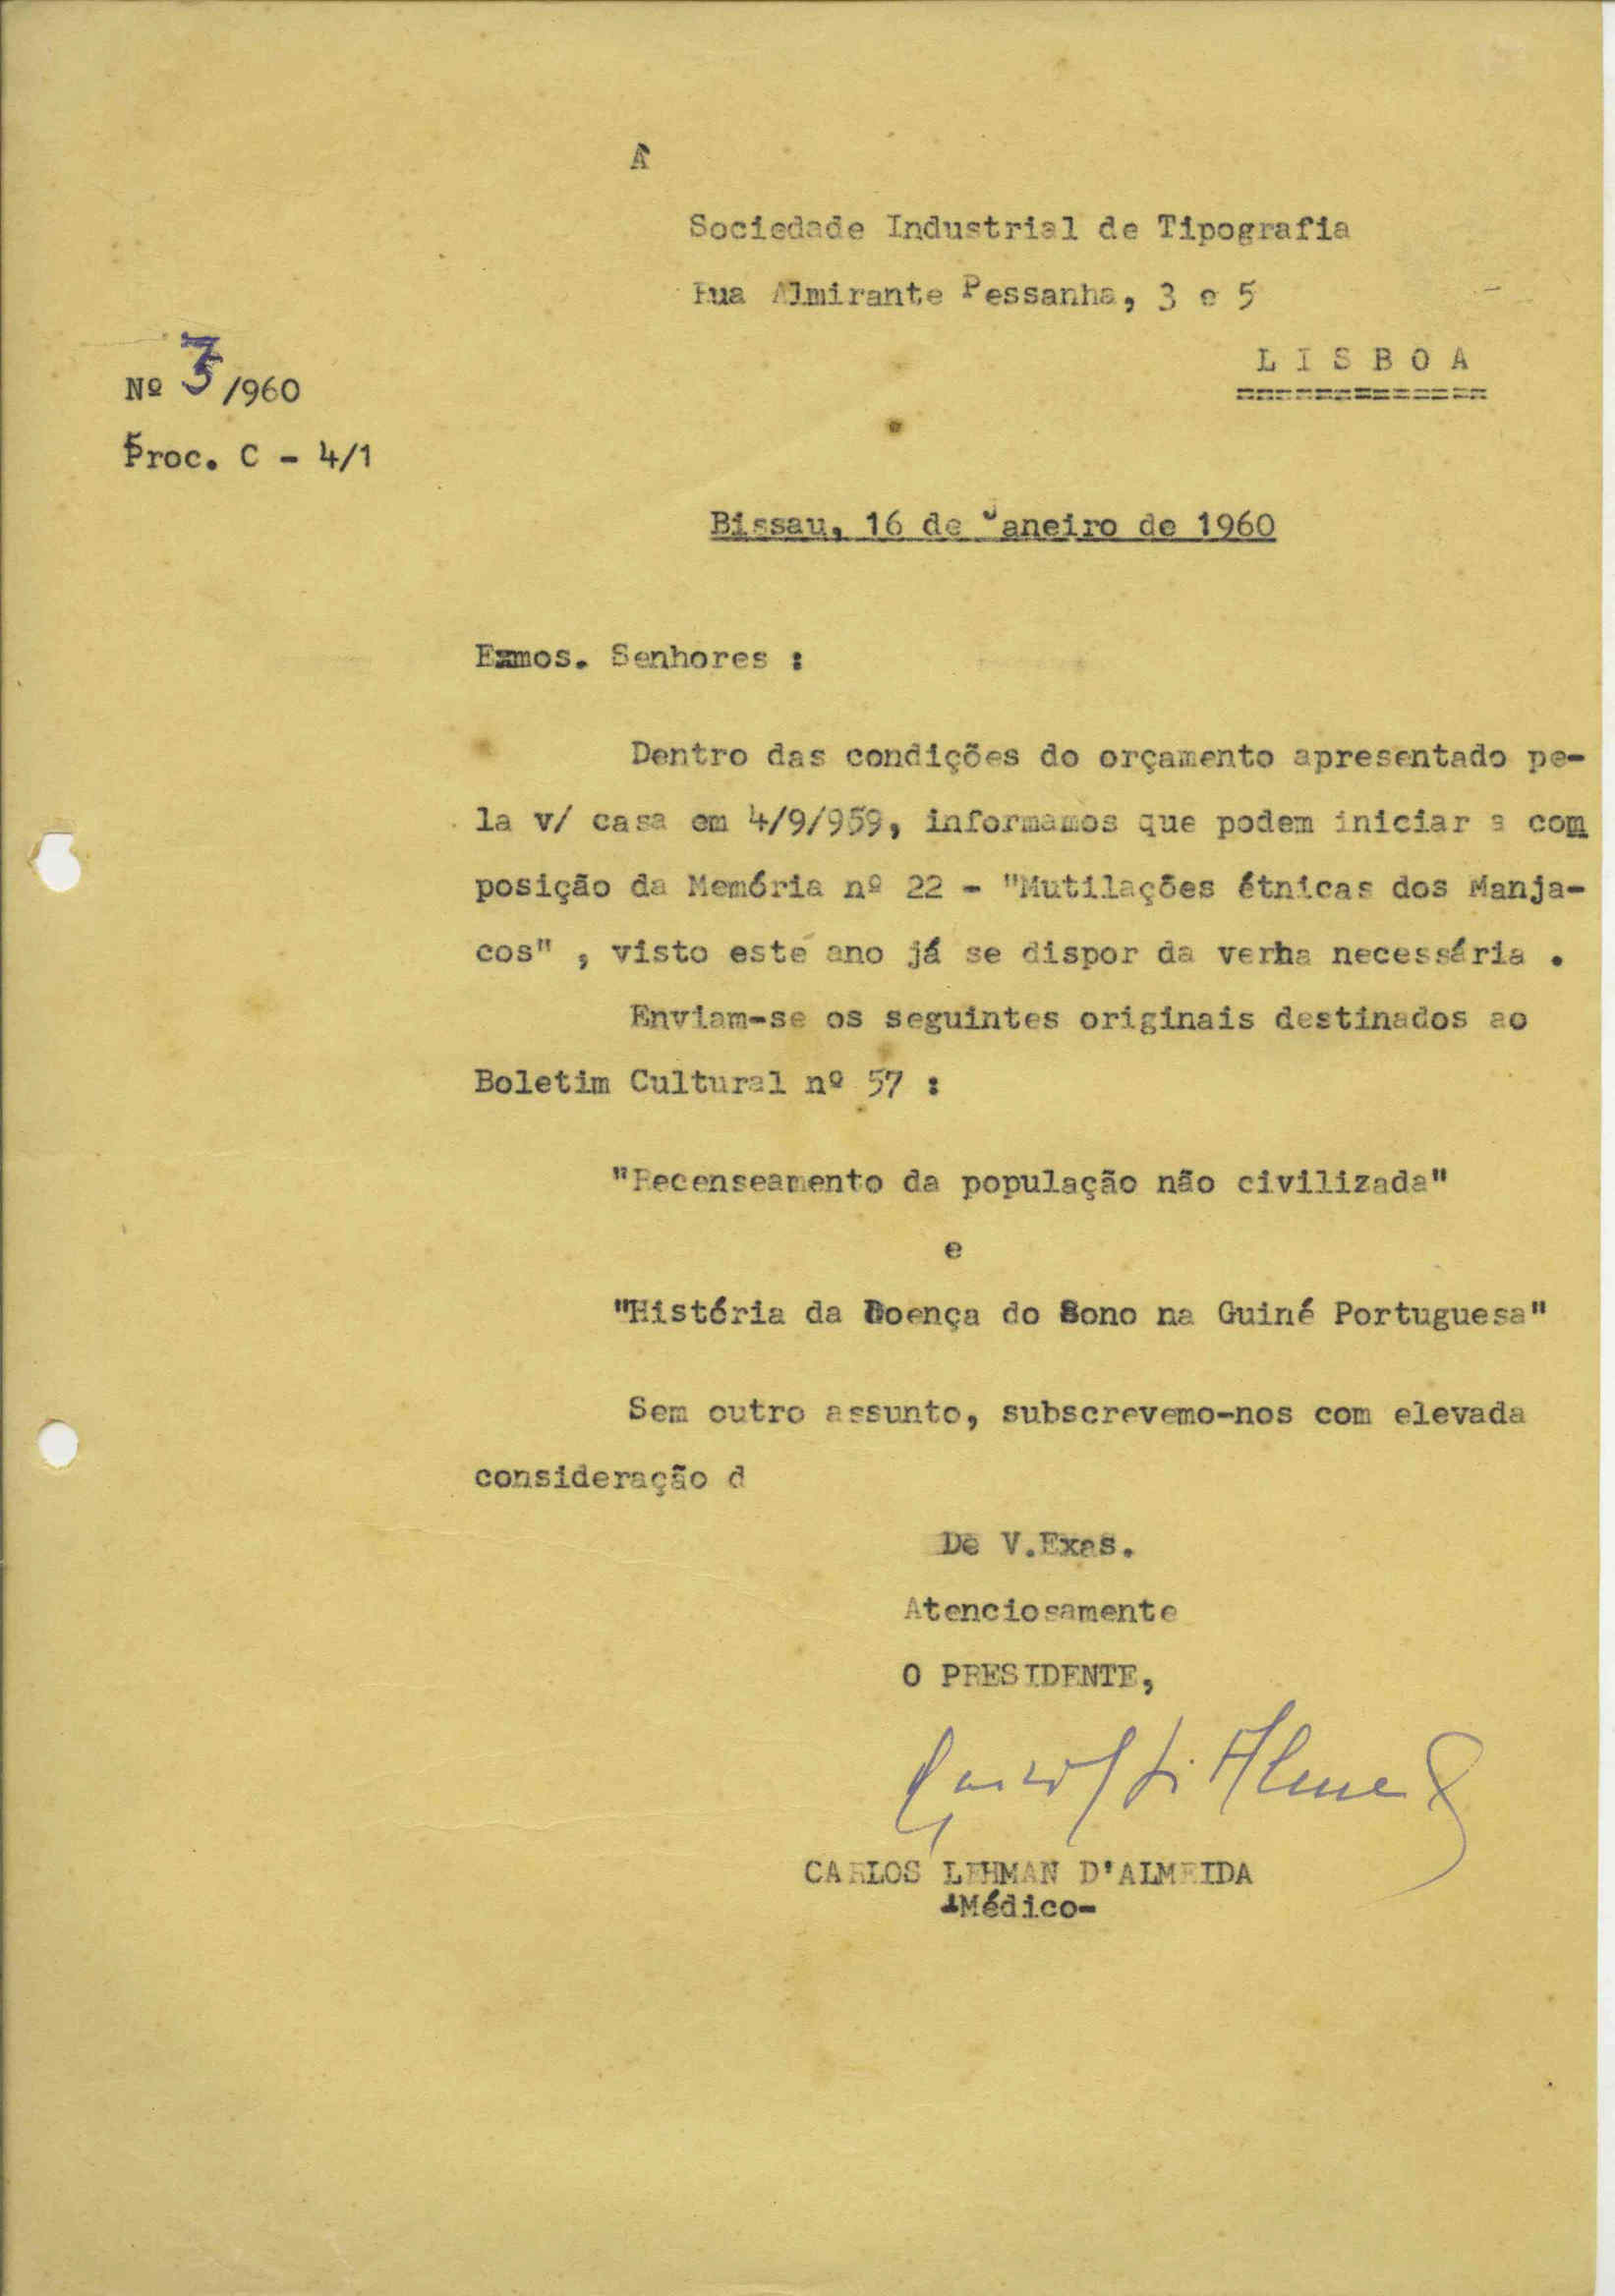 À
Sociedade Industrial de Tipografia
Rua Almirante Pessanha, 3 e 5
L I S B O A
=============
Nº /960
Proc. C - 4/1
Bissau, 16 de Janeiro de 1960
Exmos. Senhores :
Dentro das condições do orçamento apresentado pe-
la v/ casa em 4/9/959, informamos que podem iniciar a com
posição da Memória nº 22 - "Mutilações étnicas dos Manja-
cos" , visto este ano já se dispor da verba necessária .
Enviam-se os seguintes originais destinados ao
Boletim Cultural nº 57 :
"Recenseamento da população não civilizada"
e
"História da Doença do Sono na Guiné Portuguesa"
Sem outro assunto, subscrevemo-nos com elevada
consideração d
De V.Exas.
Atenciosamente
O PRESIDENTE,
CARLOS LEHMAN D'ALMEIDA
-Médico-